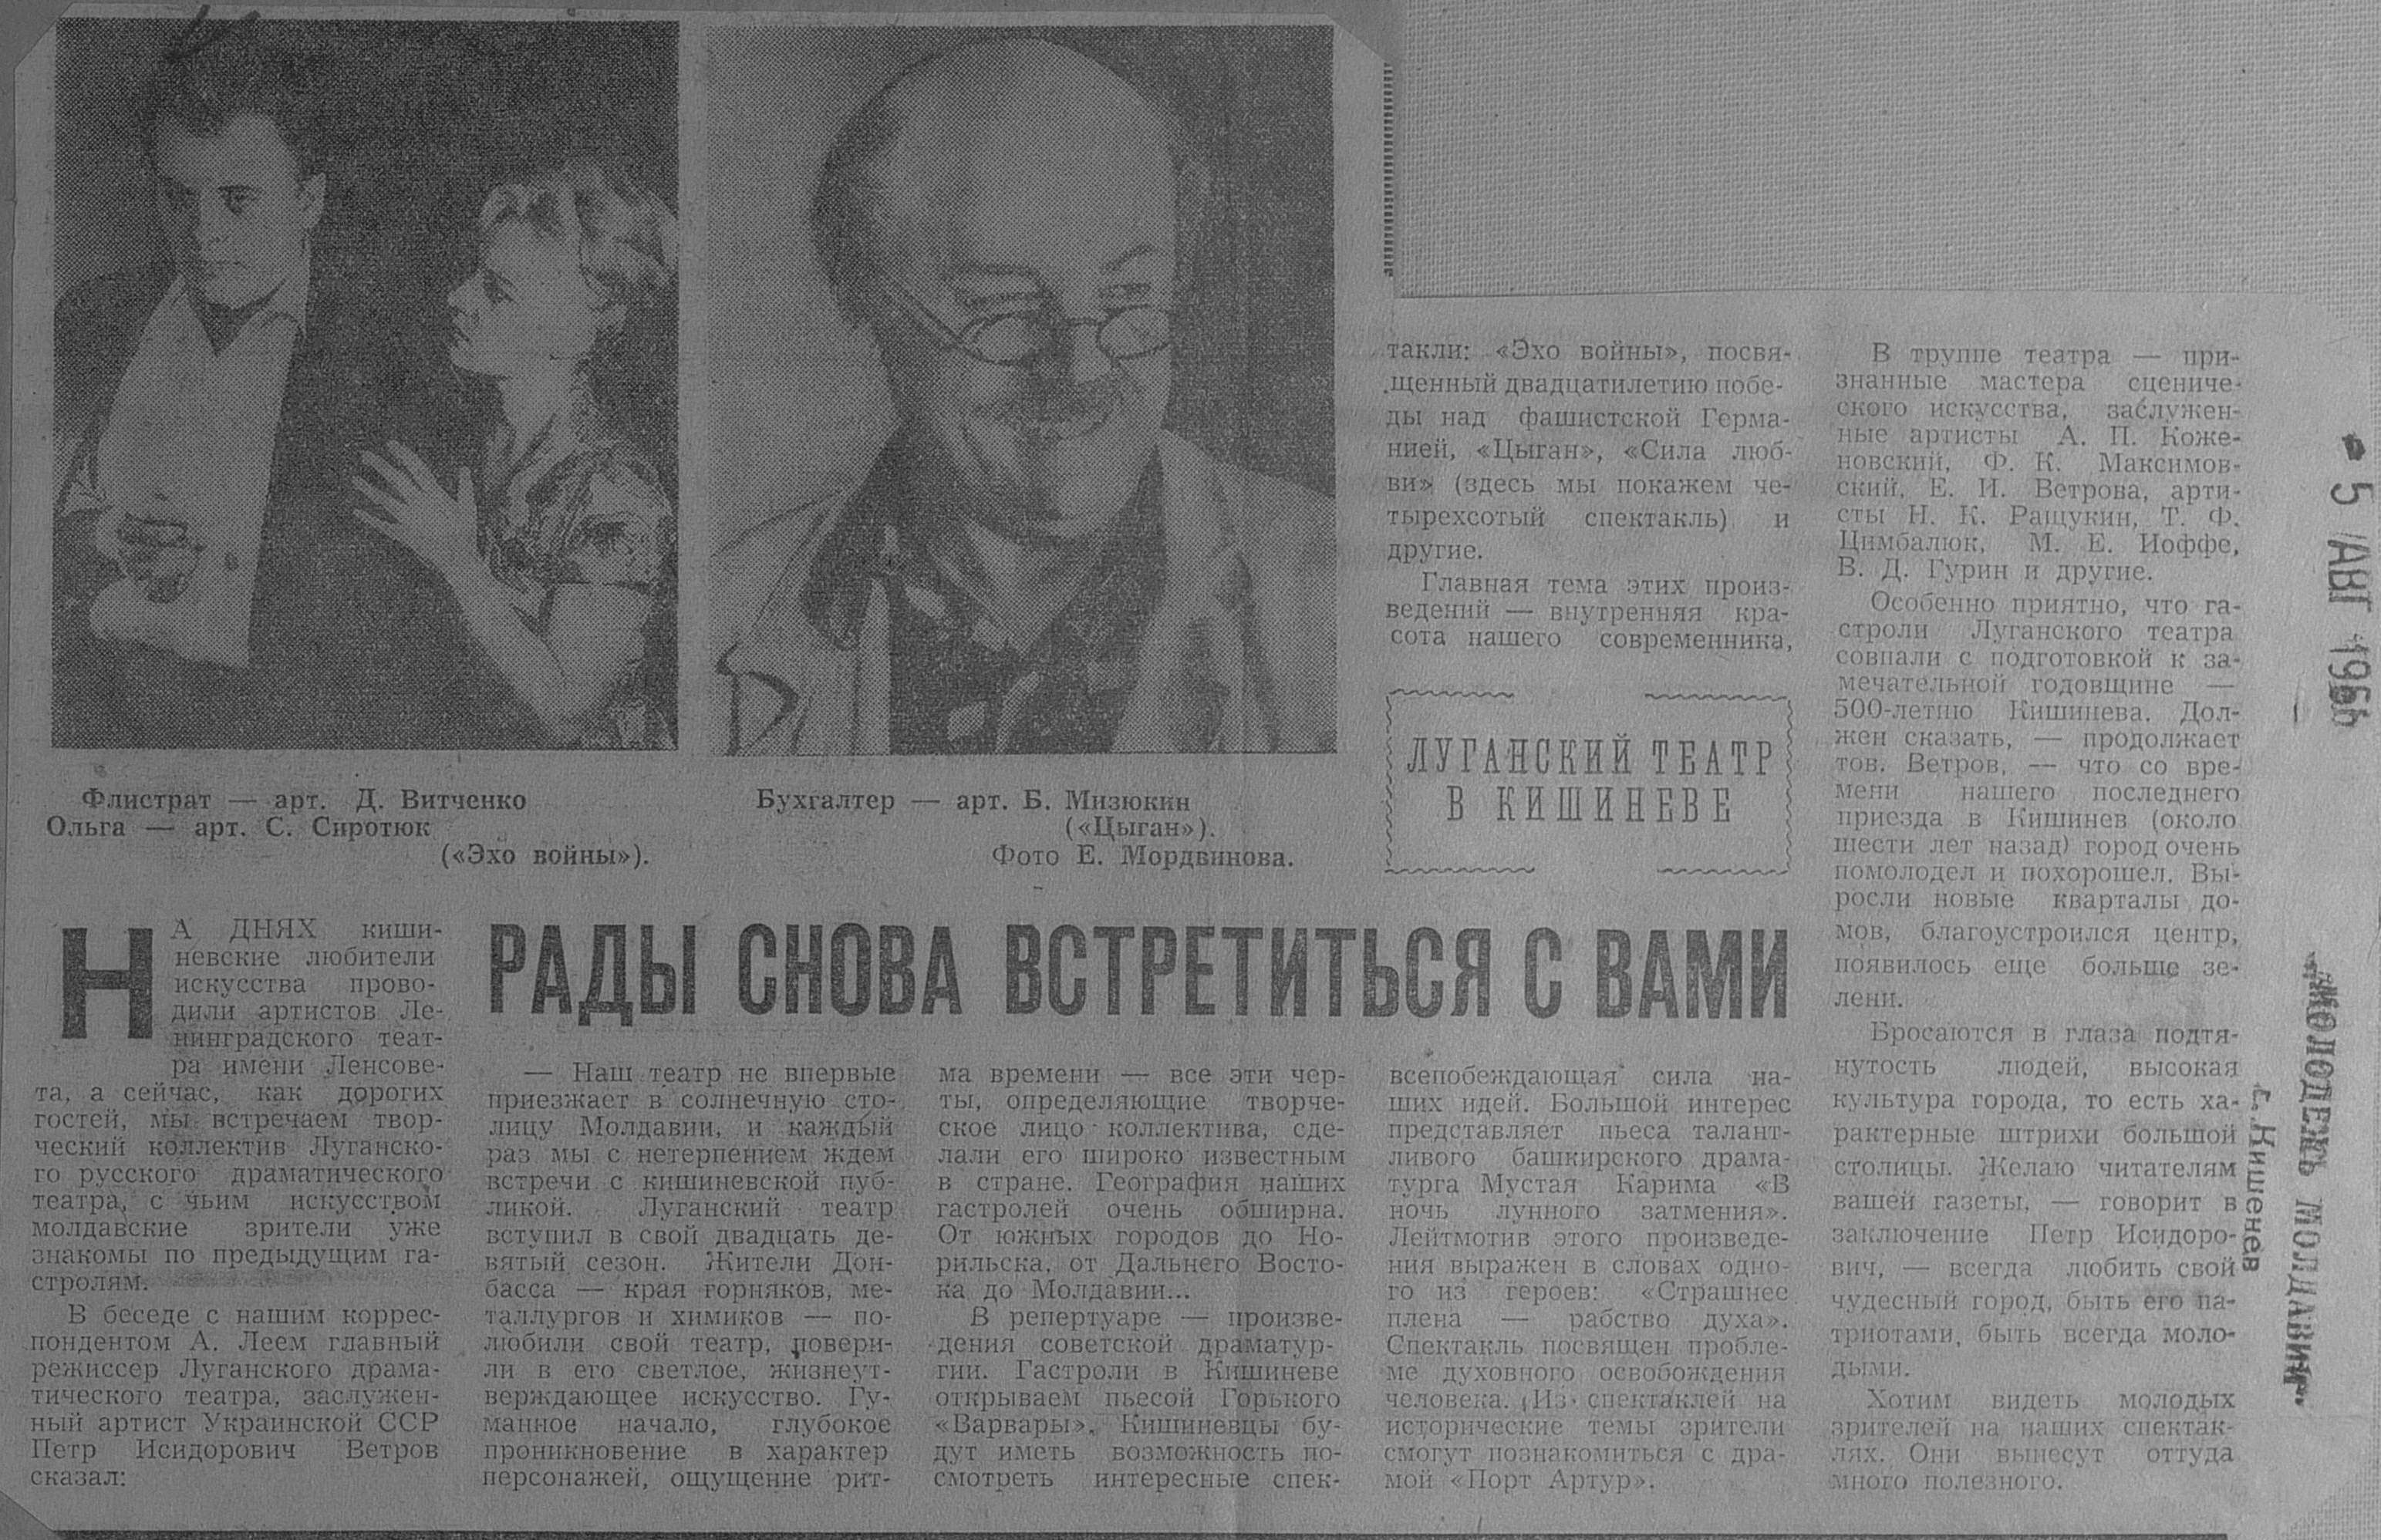 Флистрат — арт. Д. Витченко
Ольга — арт. С. Сиротюк
(«Эхо войны»).
Бухгалтер — арт. Б. Мизюкин
(«Цыган»).
Фото Е. Мордвинова.
РАДЫ СНОВА ВСТРЕТИТЬСЯ С ВАМИ
НА ДНЯХ киши-
невские любители
искусства прово-
дили артистов Ле-
нинградского теат-
ра имени Ленсове-
та, а сейчас, как дорогих
гостей, мы встречаем твор-
ческий коллектив Луганско-
го русского драматического
театра, с чьим искусством
молдавские зрители уже
знакомы по предыдущим га-
стролям.
В беседе с нашим коррес-
пондентом А. Леем главный
режиссер Луганского драма-
тического театра, заслужен-
ный артист Украинской ССР
Петр Исидорович Ветров
сказал:
— Наш театр не впервые
приезжает в солнечную сто-
лицу Молдавии, и каждый
раз мы с нетерпением ждем
встречи с кишиневской пуб-
ликой. Луганский театр
вступил в свой двадцать де-
вятый сезон. Жители Дон-
басса — края горняков, ме-
таллургов и химиков — по-
любили свой театр, повери-
ли в его светлое, жизнеут-
верждающее искусство. Гу-
манное начало, глубокое
проникновение в характер
персонажей, ощущение рит-
ма времени — все эти чер-
ты, определяющие творче-
ское лицо коллектива, сде-
лали его широко известным
в стране. География наших
гастролей очень обширна.
От южных городов до Но-
рильска, от Дальнего Восто-
ка до Молдавии...
В репертуаре — произве-
дения советской драматур-
гии. Гастроли в Кишиневе
открываем пьесой Горького
«Варвары». Кишиневцы бу-
дут иметь возможность по-
смотреть интересные спек-
такли: «Эхо войны», посвя-
щенный двадцатилетию побе-
ды над фашистской Герма-
нией, «Цыган», «Сила люб-
ви» (здесь мы покажем че-
тырехсотый спектакль) и
другие.
Главная тема этих произ-
ведений — внутренняя кра-
сота нашего современника,
ЛУГАНСКИЙ ТЕАТР
В КИШИНЕВЕ
всепобеждающая сила на-
ших идей. Большой интерес
представляет пьеса талант-
ливого башкирского драма-
турга Мустая Карима «В
ночь лунного затмения».
Лейтмотив этого произведе-
ния выражен в словах одно-
го из героев: «Страшнее
плена — рабство духа».
Спектакль посвящен пробле-
ме духовного освобождения
человека. Из спектаклей на
исторические темы зрители
смогут познакомиться с дра-
мой «Порт Артур».
В труппе театра — при-
знанные мастера сцениче-
ского искусства, заслужен-
ные артисты А. П. Коже-
новский, Ф. К. Максимов-
ский, Е. И. Ветрова, арти-
сты Н. К. Ращукин, Т. Ф.
Цимбалюк, М. Е. Иоффе,
В. Д. Гурин и другие.
Особенно приятно, что га-
строли Луганского театра
совпали с подготовкой к за-
мечательной годовщине —
500-летию Кишинева. Дол-
жен сказать, — продолжает
тов. Ветров, — что со вре-
мени нашего последнего
приезда в Кишинев (около
шести лет назад) город очень
помолодел и похорошел. Вы-
росли новые кварталы до-
мов, благоустроился центр,
появилось еще больше зе-
лени.
Бросаются в глаза подтя-
нутость людей, высокая
культура города, то есть ха-
рактерные штрихи большой
столицы. Желаю читателям
вашей газеты, — говорит в
заключение Петр Исидоро-
вич, — всегда любить свой
чудесный город, быть его па-
триотами, быть всегда моло-
дыми.
Хотим видеть молодых
зрителей на наших спектак-
лях. Они вынесут оттуда
много полезного.
5 АВГ 1966
«МОЛОДЕЖЬ МОЛДАВИИ»
г. Кишенев